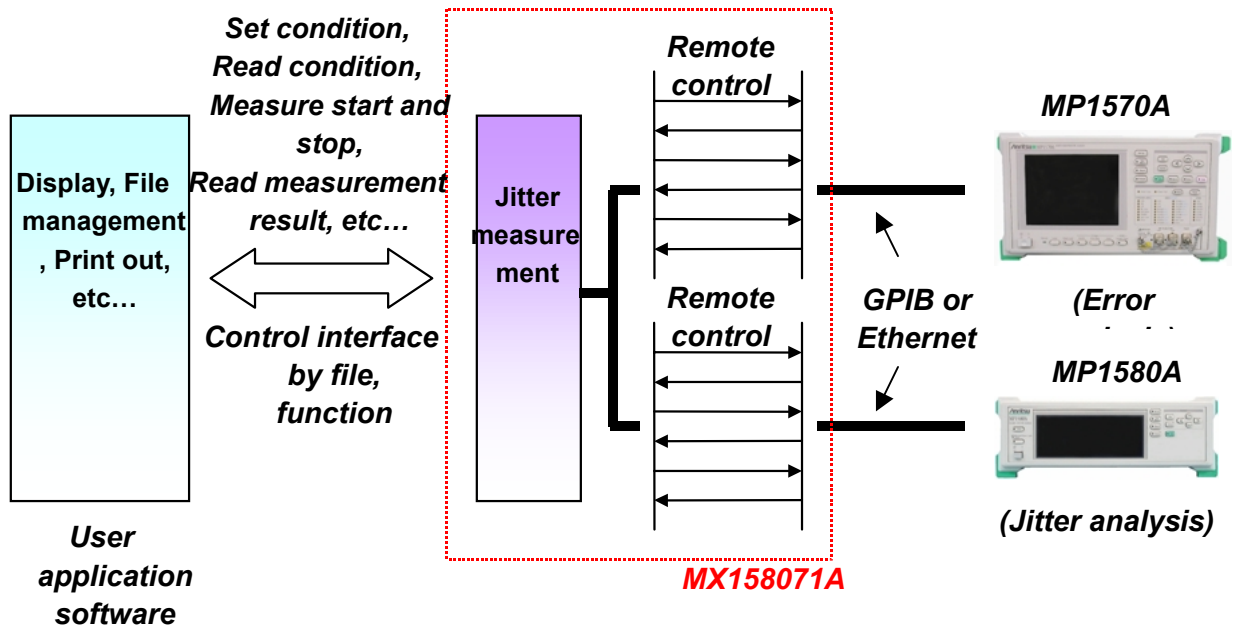 Set condition,
Read condition,
Measure start and
stop,
Read measurement
result, etc…
Display, File
management
, Print out,
etc…
Control interface
by file,
function
User
application
software
Jitter
measure
ment
Remote
control
Remote
control
MX158071A
GPIB or
Ethernet
MP1570A
Anritsu
(Error
MP1580A
Anritsu
(Jitter analysis)